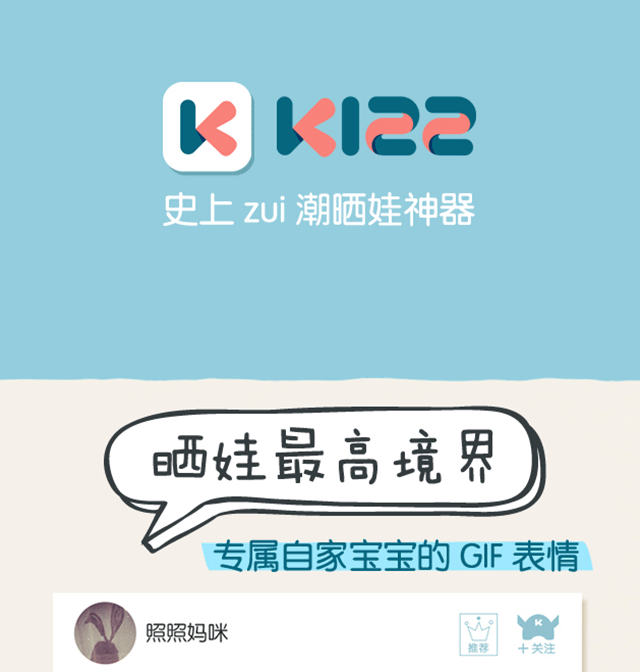 K KIZZ
史上 zui 潮晒娃神器
晒娃最高境界
专属自家宝宝的 GIF 表情
照照妈咪
推荐
K
+ 关注